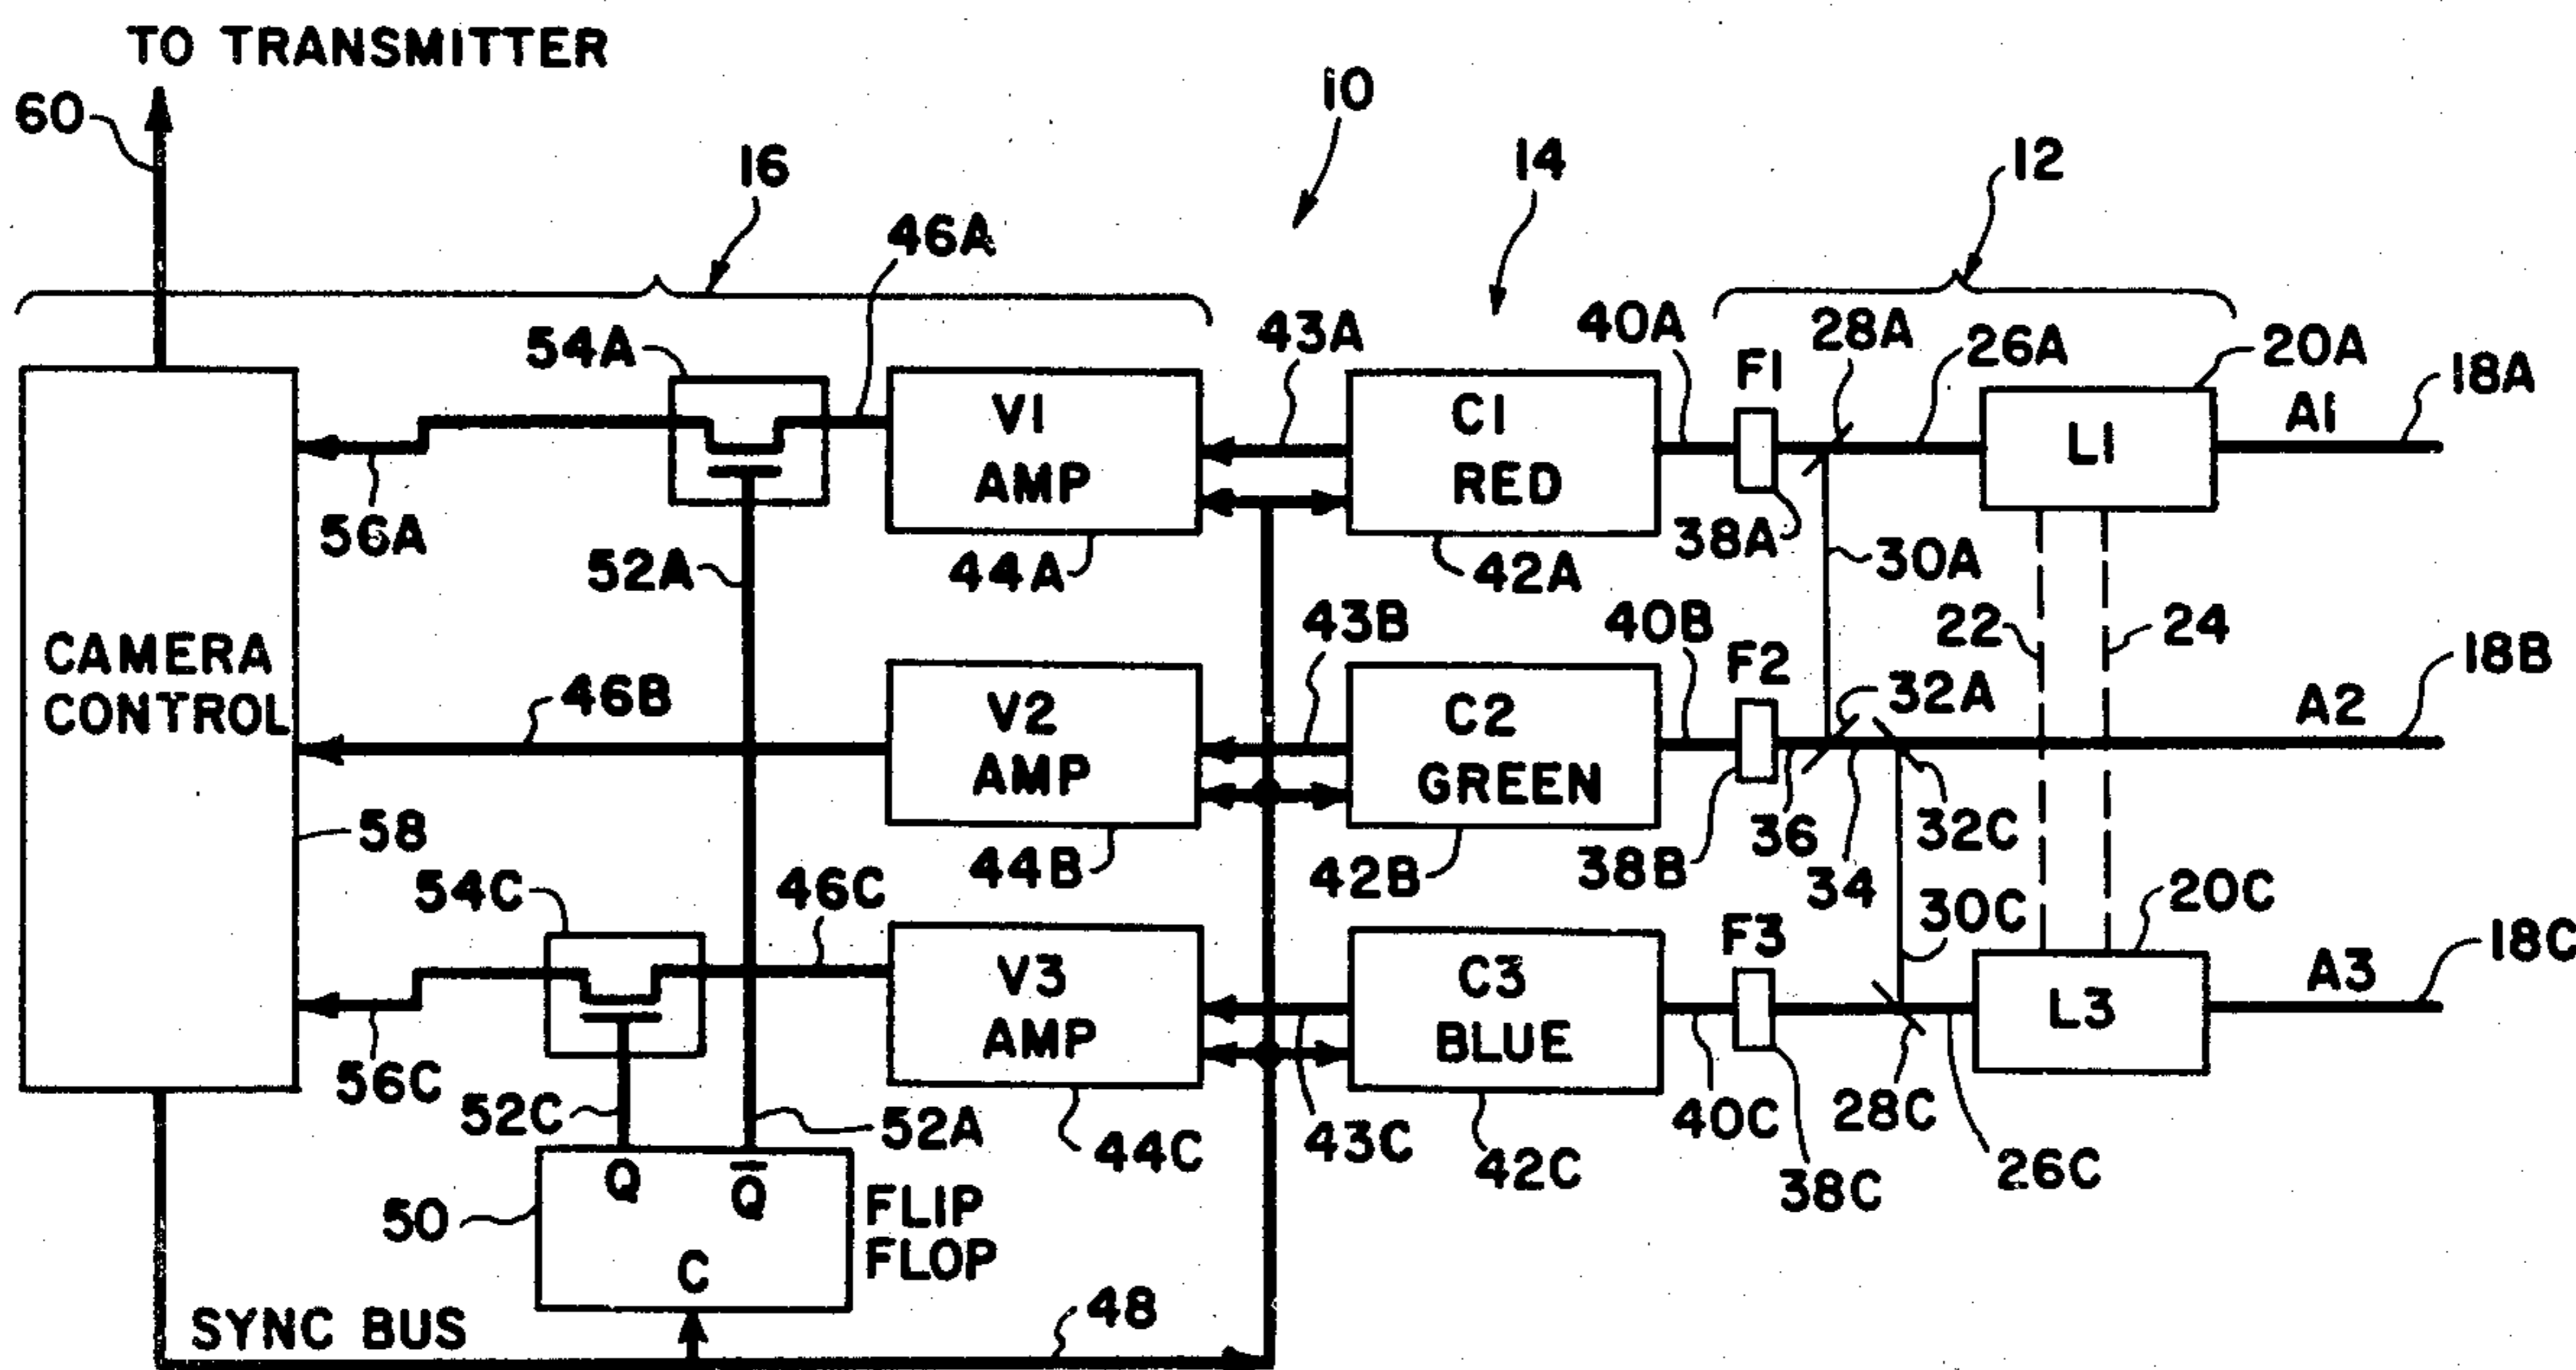 TO TRANSMITTER
60
10
16
14
12
46A
43A
40A
F1
28A
26A
20A
18A
54A
V1
AMP
C1
RED
38A
L1
A1
56A
52A
44A
42A
30A
43B
40B
F2
22
24
18B
CAMERA
CONTROL
46B
V2
AMP
C2
GREEN
32A
A2
58
44B
42B
38B
36
34
32C
54C
46C
30C
20C
18C
V3
AMP
C3
BLUE
F3
L3
A3
56C
52C
52A
44C
43C
42C
40C
38C
28C
26C
Q
Q̅
50
FLIP
FLOP
C
SYNC BUS
48